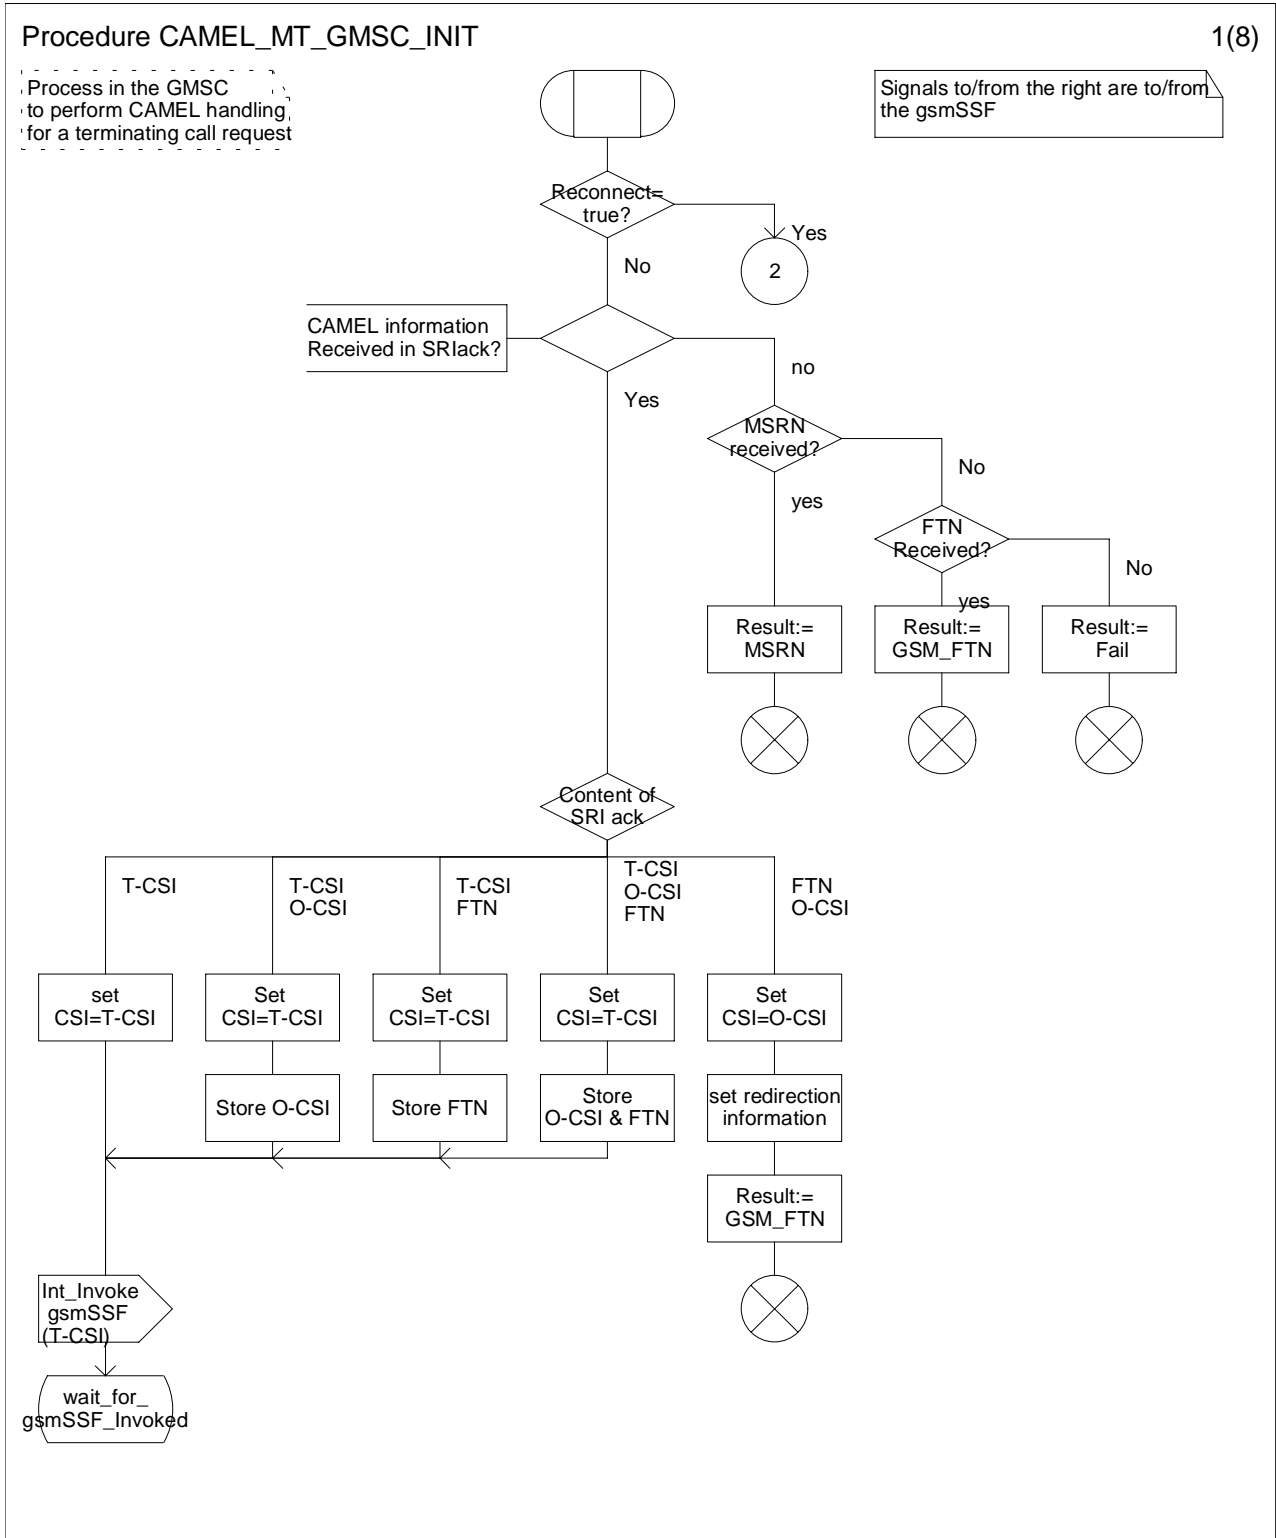 Procedure CAMEL_MT_GMSC_INIT
1(8)
Process in the GMSC
to perform CAMEL handling
for a terminating call request
Signals to/from the right are to/from
the gsmSSF
Reconnect=
true?
Yes
2
No
CAMEL information
Received in SRIack?
no
Yes
MSRN
received?
No
yes
FTN
Received?
No
yes
Result:=
MSRN
Result:=
GSM_FTN
Result:=
Fail
Content of
SRI ack
T-CSI
T-CSI
O-CSI
T-CSI
FTN
T-CSI
O-CSI
FTN
FTN
O-CSI
set
CSI=T-CSI
Set
CSI=T-CSI
Set
CSI=T-CSI
Set
CSI=T-CSI
Set
CSI=O-CSI
Store O-CSI
Store FTN
Store
O-CSI & FTN
set redirection
information
Result:=
GSM_FTN
Int_Invoke
gsmSSF
(T-CSI)
wait_for_
gsmSSF_Invoked